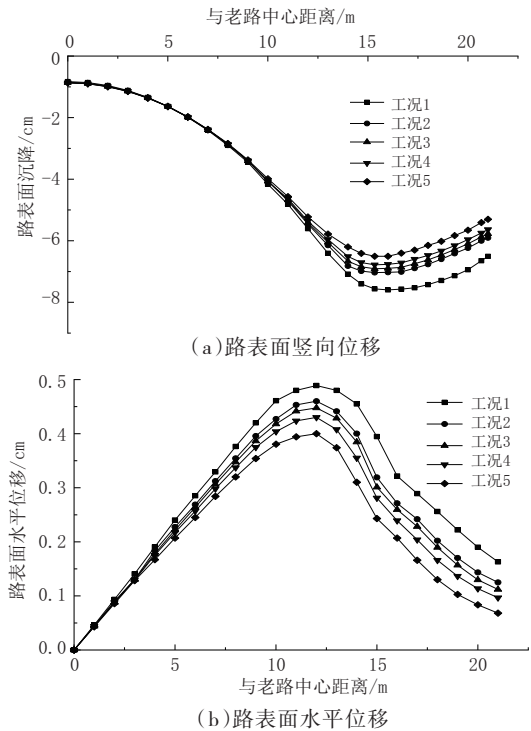 与老路中心距离/m
0 5 10 15 20
0
-2
-4
-6
-8
路表面沉降/cm
工况1
工况2
工况3
工况4
工况5
(a)路表面竖向位移
0.5
0.4
0.3
0.2
0.1
0.0
路表面水平位移/cm
工况1
工况2
工况3
工况4
工况5
0 5 10 15 20
与老路中心距离/m
(b)路表面水平位移